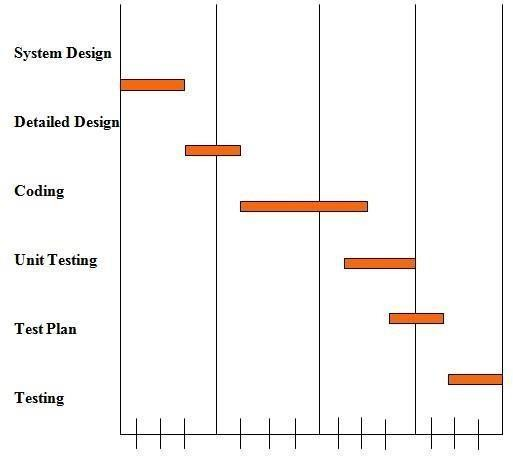 System Design
Detailed Design
Coding
Unit Testing
Test Plan
Testing